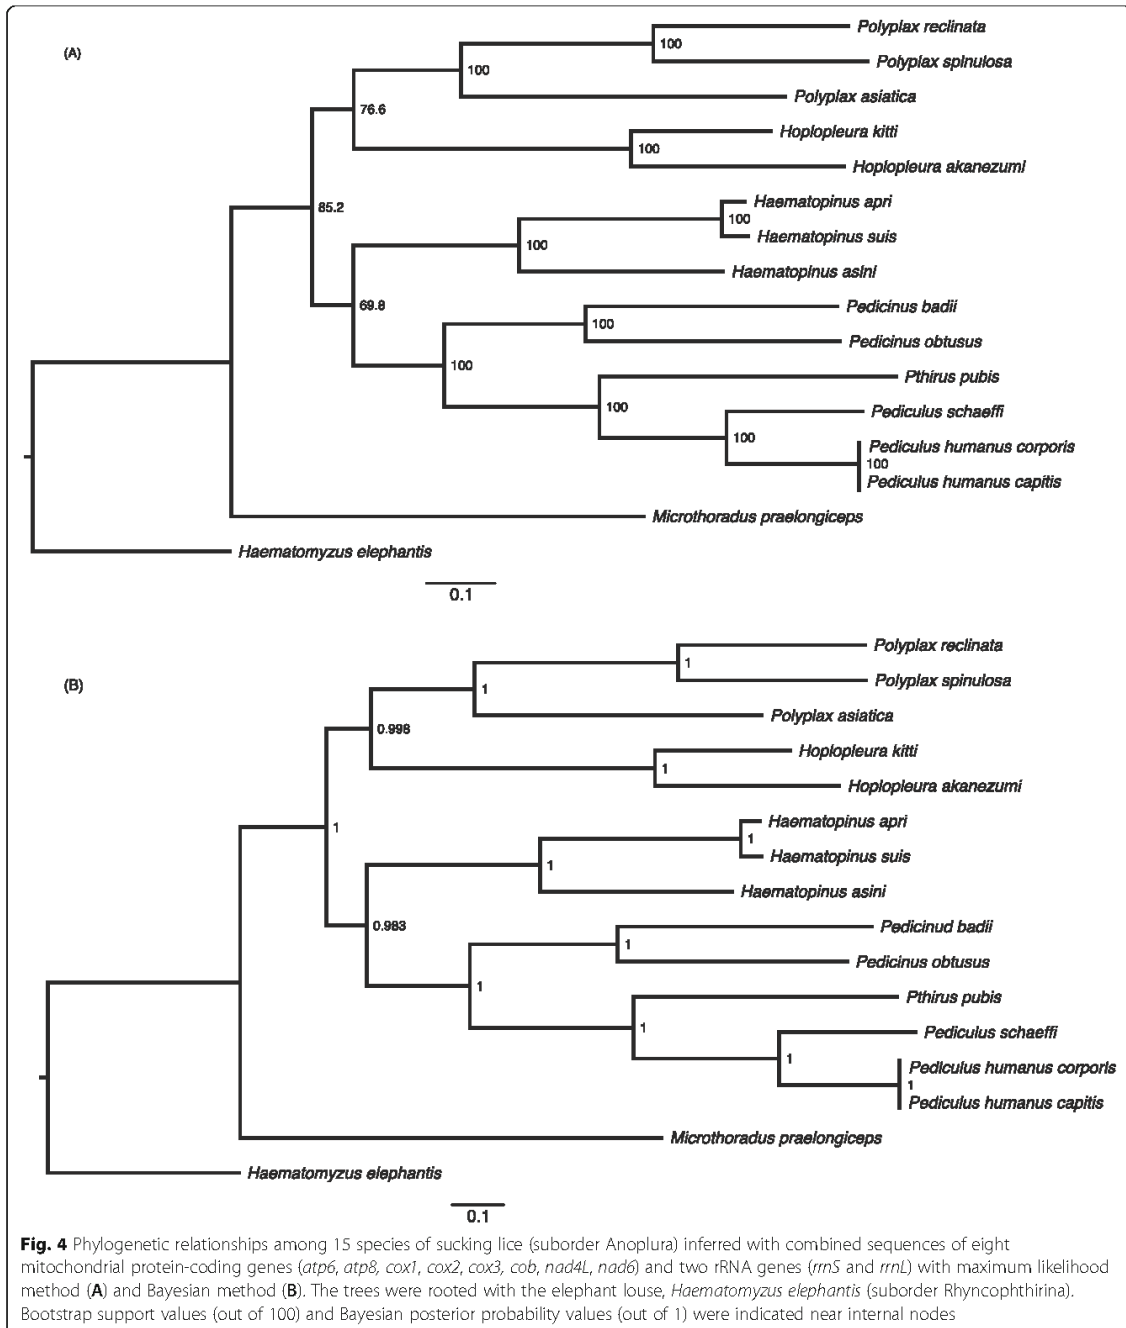 (A)
Polyplax reclinata
100
Polyplax spinulosa
100
Polyplax asiatica
76.6
Hoplopleura kitti
100
Hoplopleura akanezumi
85.2
Haematopinus apri
100
Haematopinus suis
100
Haematopinus asini
69.8
Pedicinus badii
100
Pedicinus obtusus
100
Pthirus pubis
100
Pediculus schaeffi
100
Pediculus humanus corporis
100
Pediculus humanus capitis
Microthoradus praelongiceps
Haematomyzus elephantis
0.1
(B)
Polyplax reclinata
1
Polyplax spinulosa
1
Polyplax asiatica
0.998
Hoplopleura kitti
1
Hoplopleura akanezumi
1
Haematopinus apri
1
Haematopinus suis
1
Haematopinus asini
0.983
Pedicinud badii
1
Pedicinus obtusus
1
Pthirus pubis
1
Pediculus schaeffi
1
Pediculus humanus corporis
1
Pediculus humanus capitis
Microthoradus praelongiceps
Haematomyzus elephantis
0.1
Fig. 4 Phylogenetic relationships among 15 species of sucking lice (suborder Anoplura) inferred with combined sequences of eight
mitochondrial protein-coding genes (atp6, atp8, cox1, cox2, cox3, cob, nad4L, nad6) and two rRNA genes (rrnS and rrnL) with maximum likelihood
method (A) and Bayesian method (B). The trees were rooted with the elephant louse, Haematomyzus elephantis (suborder Rhyncophthirina).
Bootstrap support values (out of 100) and Bayesian posterior probability values (out of 1) were indicated near internal nodes